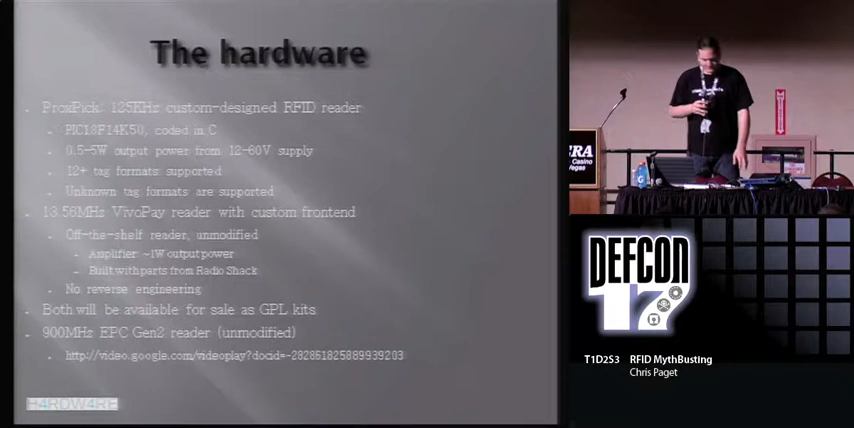 The hardware
ProxPick: 125KHz custom-designed RFID reader
PIC18F14K50, coded in C
0.5-5W output power from 12-60V supply
12+ tag formats supported
Unknown tag formats are supported
13.56MHz VivoPay reader with custom frontend
Off-the-shelf reader, unmodified
Amplifier: ~1W output power
Built with parts from Radio Shack
No reverse engineering
Both will be available for sale as GPL kits
900MHz EPC Gen2 reader (unmodified)
http://video.google.com/videoplay?docid=-282861825889939203
H4RDW4RE
RA
Casino
Vegas
DEFCON
17
T1D2S3 RFID MythBusting
Chris Paget